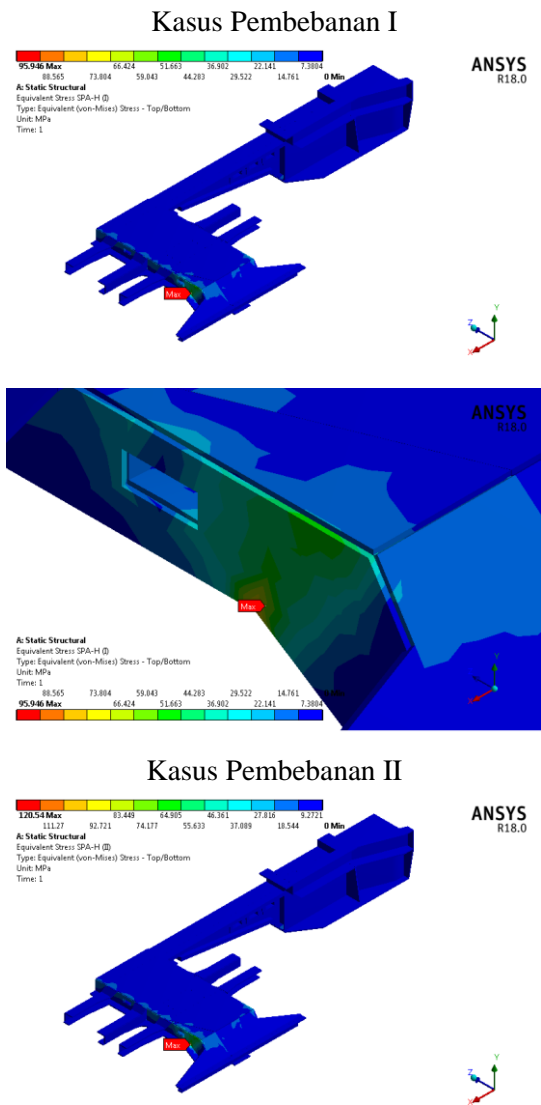 Kasus Pembebanan I
95.946 Max 66.424 51.663 36.902 22.141 7.3804
88.565 73.804 59.043 44.283 29.522 14.761 0 Min
A: Static Structural
Equivalent Stress SPA-H (I)
Type: Equivalent (von-Mises) Stress - Top/Bottom
Unit: MPa
Time: 1
ANSYS
R18.0
Max
Y
Z
X
ANSYS
R18.0
Max
A: Static Structural
Equivalent Stress SPA-H (I)
Type: Equivalent (von-Mises) Stress - Top/Bottom
Unit: MPa
Time: 1
88.565 73.804 59.043 44.283 29.522 14.761
95.946 Max 66.424 51.663 36.902 22.141 7.3804
Y
X
Kasus Pembebanan II
120.54 Max 83.449 64.905 46.361 27.816 9.2721
111.27 92.721 74.177 55.633 37.089 18.544 0 Min
A: Static Structural
Equivalent Stress SPA-H (II)
Type: Equivalent (von-Mises) Stress - Top/Bottom
Unit: MPa
Time: 1
ANSYS
R18.0
Max
Y
Z
X